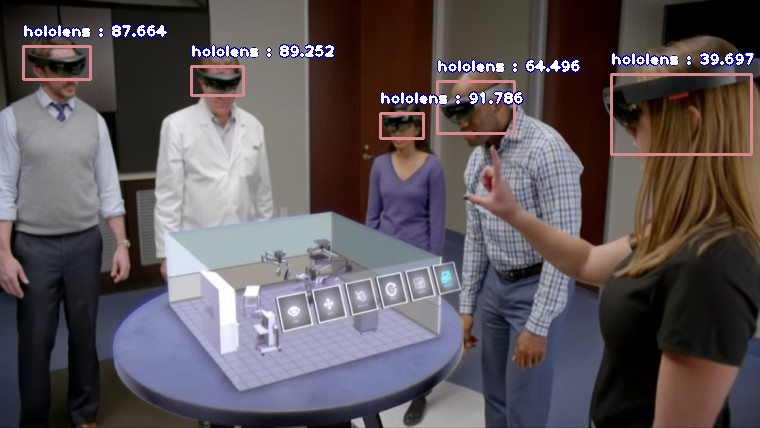 hololens : 87.664
hololens : 89.252
hololens : 64.496
hololens : 39.697
hololens : 91.786